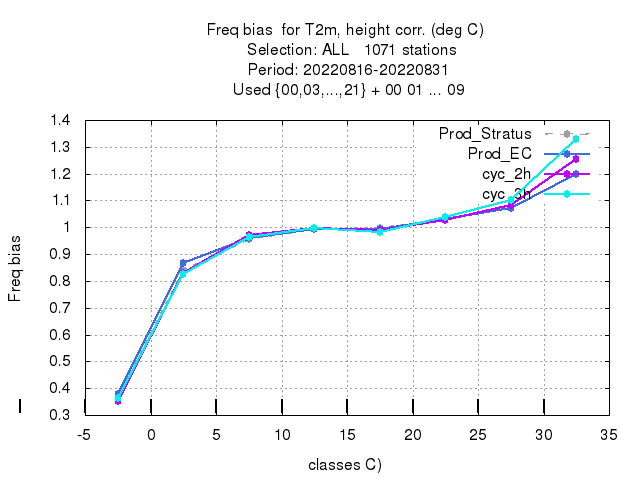 Freq bias  for T2m, height corr. (deg C)
Selection: ALL   1071 stations
Period: 20220816-20220831
Used {00,03,...,21} + 00 01 ... 09
1.4
1.3
1.2
1.1
1
0.9
0.8
0.7
0.6
0.5
0.4
0.3
Freq bias
Prod_Stratus
Prod_EC
cyc_2h
cyc_3h
-5 0 5 10 15 20 25 30 35
classes C)